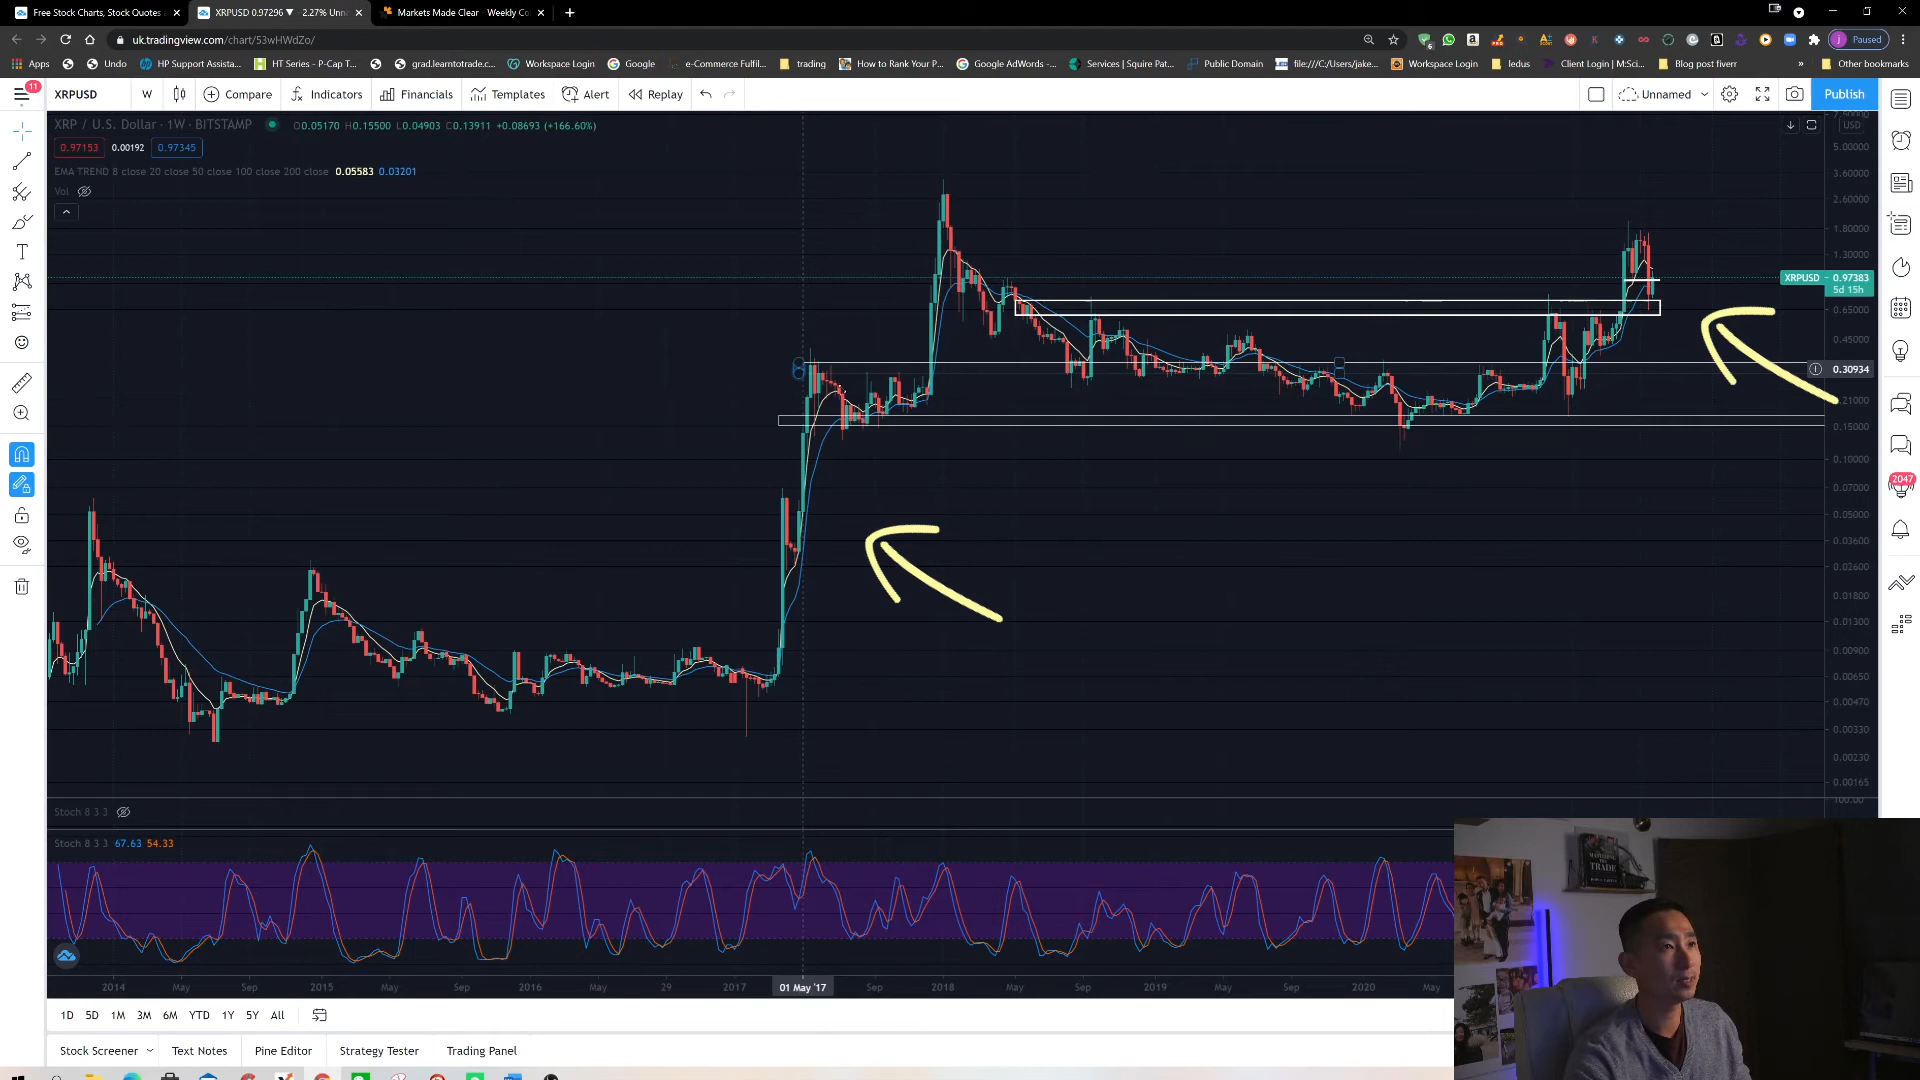 Free Stock Charts, Stock Quotes
XRPUSD 0.97296 ▼ −2.27% Unna
Markets Made Clear - Weekly Co
uk.tradingview.com/chart/53wHWdZo/
Paused
Apps
Undo
HP Support Assista...
HT Series - P-Cap T...
grad.learntotrade.c...
Workspace Login
Google
e-Commerce Fulfil...
trading
How to Rank Your P...
Google AdWords -...
Services | Squire Pat...
Public Domain
file:///C:/Users/jake...
Workspace Login
ledus
Client Login | M:Sci...
Blog post fiverr
Other bookmarks
11
XRPUSD
W
Compare
Indicators
Financials
Templates
Alert
Replay
Unnamed
Publish
XRP / U.S. Dollar · 1W · BITSTAMP
O0.05170 H0.15500 L0.04903 C0.13911 +0.08693 (+166.60%)
USD
0.97153 0.00192 0.97345
EMA TREND 8 close 20 close 50 close 100 close 200 close 0.05583 0.03201
Vol
5.00000
3.60000
2.60000
1.80000
1.30000
XRPUSD 0.97383
5d 15h
0.65000
0.45000
0.30934
0.21000
0.15000
0.10000
0.07000
0.05000
0.03600
0.02600
0.01800
0.01300
0.00900
0.00650
0.00470
0.00330
0.00230
0.00165
100.00
2047
Stoch 8 3 3
Stoch 8 3 3 67.63 54.33
MASTERING THE TRADE
2014 May Sep 2015 May Sep 2016 May 29 2017 01 May '17 Sep 2018 May Sep 2019 May Sep 2020 May
1D 5D 1M 3M 6M YTD 1Y 5Y All
Stock Screener Text Notes Pine Editor Strategy Tester Trading Panel